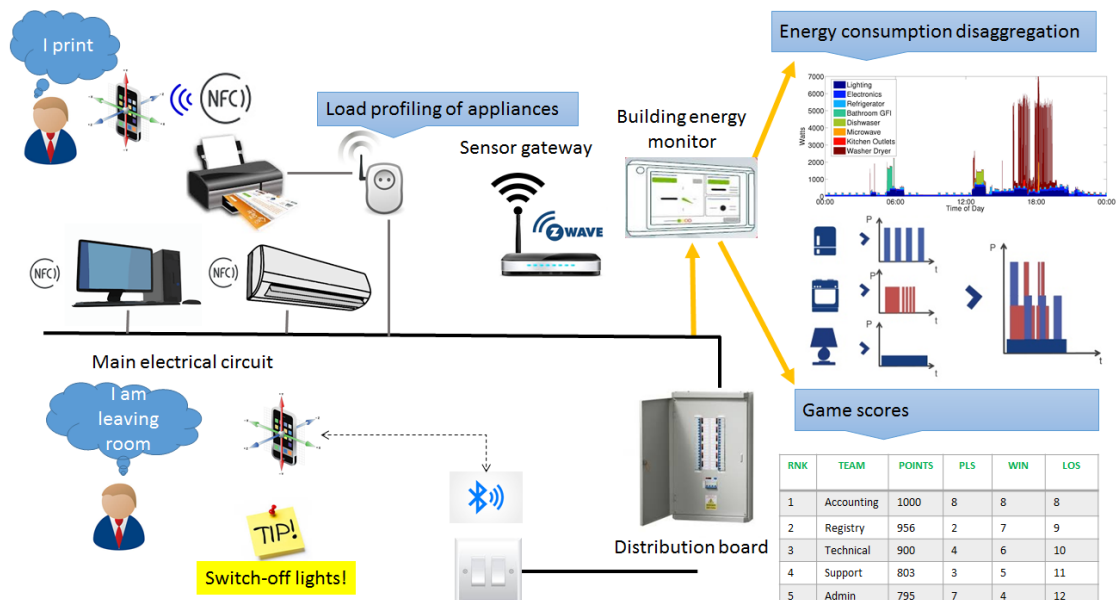 I print
NFC
Load profiling of appliances
Sensor gateway
Z WAVE
Building energy
monitor
Energy consumption disaggregation
7000
6000
5000
4000
3000
2000
1000
0
Watts
Lighting
Electronics
Refrigerator
Bathroom GFI
Dishwaser
Microwave
Kitchen Outlets
Washer Dryer
00:00 06:00 12:00 18:00 00:00
Time of Day
P
t
P
t
P
t
P
t
NFC
NFC
Main electrical circuit
I am
leaving
room
TIP!
Switch-off lights!
Distribution board
Game scores
RNK TEAM POINTS PLS WIN LOS
1 Accounting 1000 8 8 8
2 Registry 956 2 7 9
3 Technical 900 4 6 10
4 Support 803 3 5 11
5 Admin 795 7 4 12